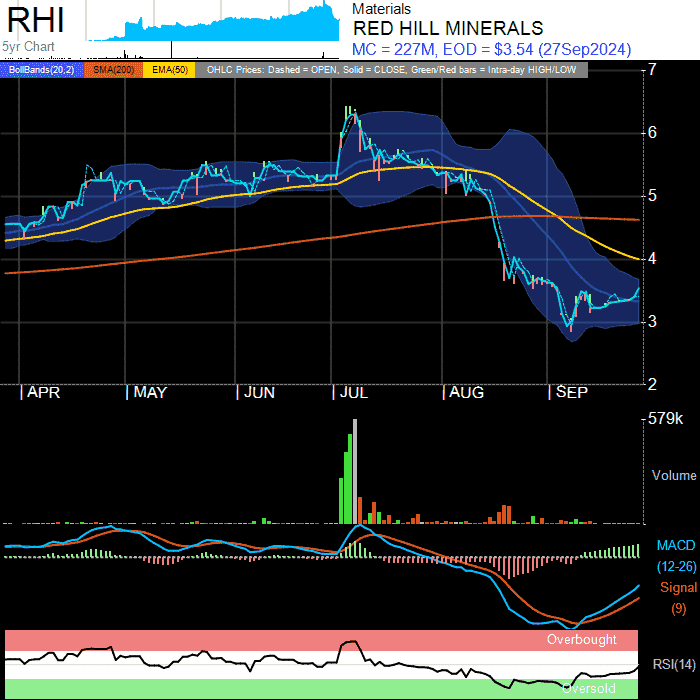 RHI
5yr Chart
Materials
RED HILL MINERALS
MC = 227M, EOD = $3.54 (27Sep2024)
BollBands(20,2) SMA(200) EMA(50) OHLC Prices: Dashed = OPEN, Solid = CLOSE, Green/Red bars = Intra-day HIGH/LOW
7
6
5
4
3
2
APR MAY JUN JUL AUG SEP
579k
Volume
MACD
(12-26)
Signal
(9)
Overbought
RSI(14)
Oversold